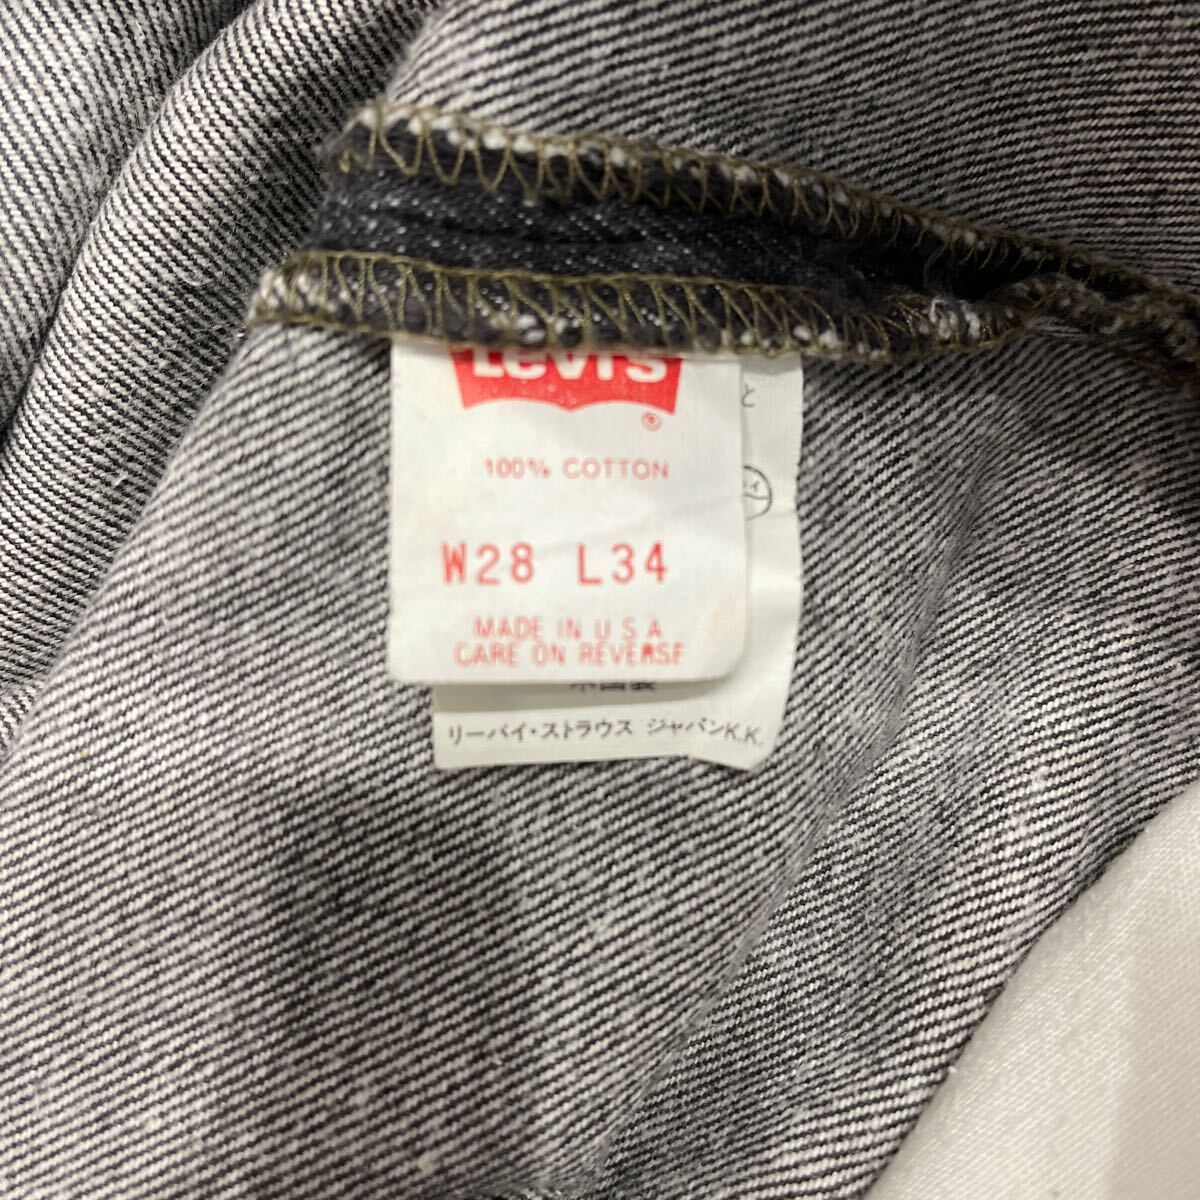 Levi's
®
100% COTTON
W28 L34
MADE IN U S A
CARE ON REVERSE
と
リーバイ・ストラウス ジャパンK.K.